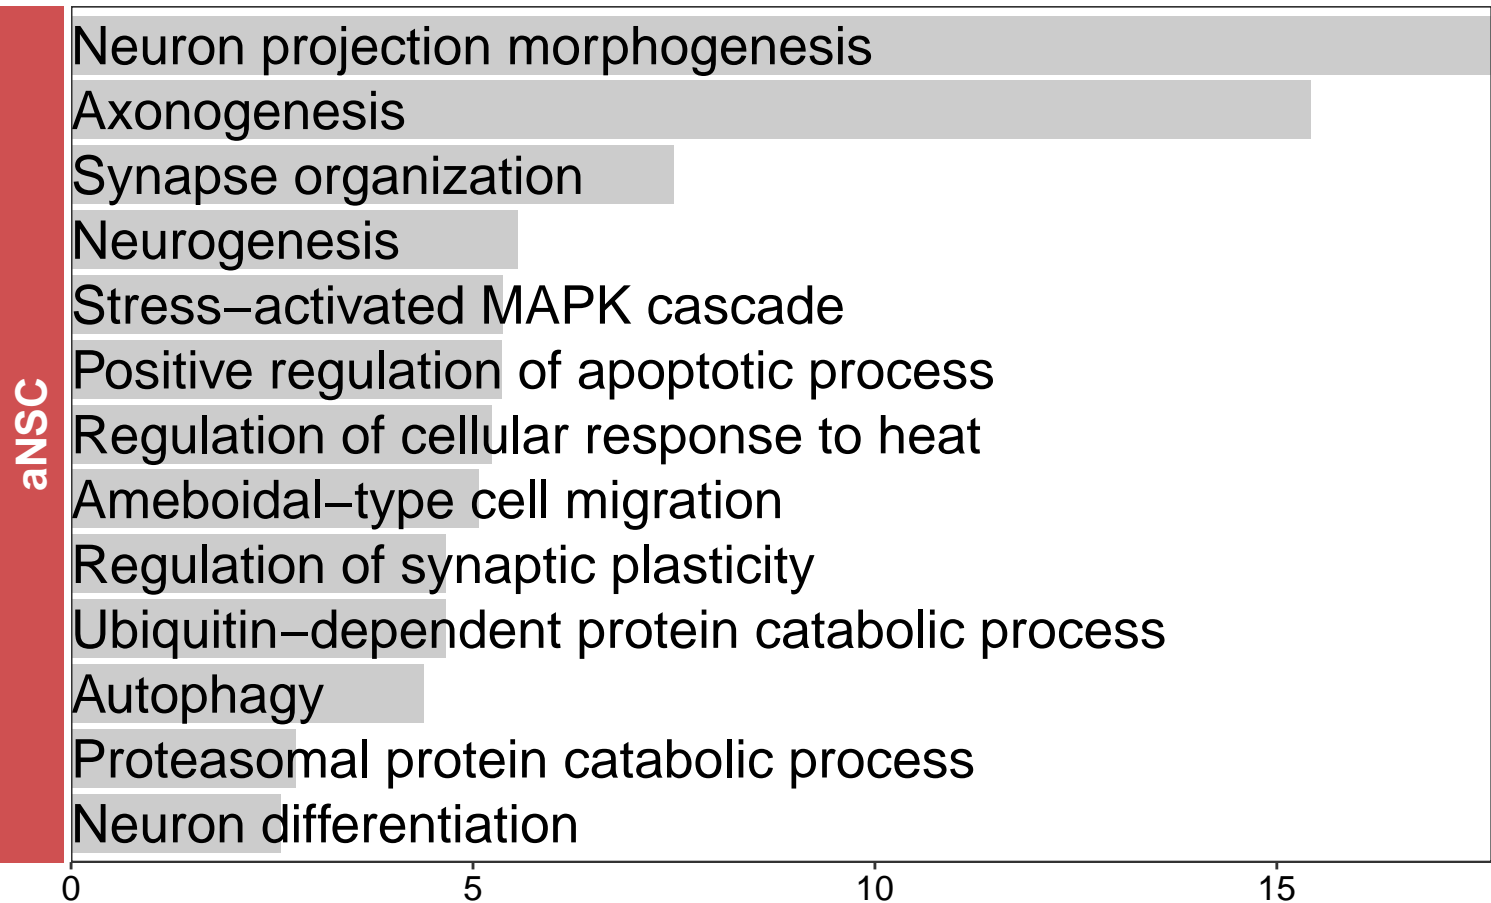 Neuron projection morphogenesis
Axonogenesis
Synapse organization
Neurogenesis
Stress−activated MAPK cascade
Positive regulation of apoptotic process
Regulation of cellular response to heat
Ameboidal−type cell migration
Regulation of synaptic plasticity
Ubiquitin−dependent protein catabolic process
Autophagy
Proteasomal protein catabolic process
Neuron differentiation
aNSC
0 5 10 15